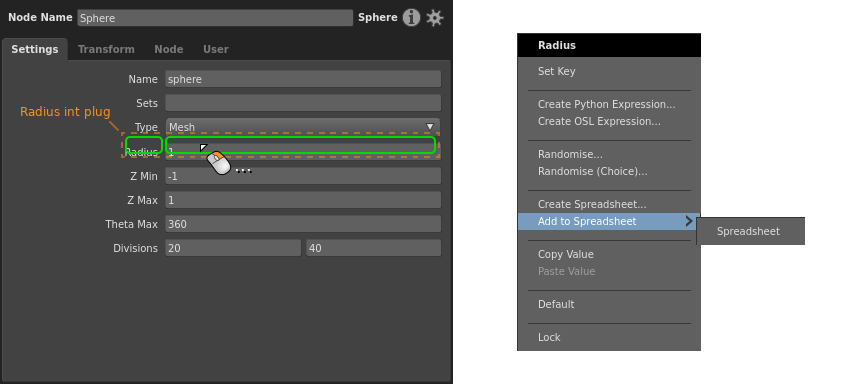 Node Name Sphere Sphere
Settings Transform Node User
Name sphere
Sets
Radius int plug
Type Mesh
Radius 1
...
Z Min -1
Z Max 1
Theta Max 360
Divisions 20 40
Radius
Set Key
Create Python Expression...
Create OSL Expression...
Randomise...
Randomise (Choice)...
Create Spreadsheet...
Add to Spreadsheet
Spreadsheet
Copy Value
Paste Value
Default
Lock